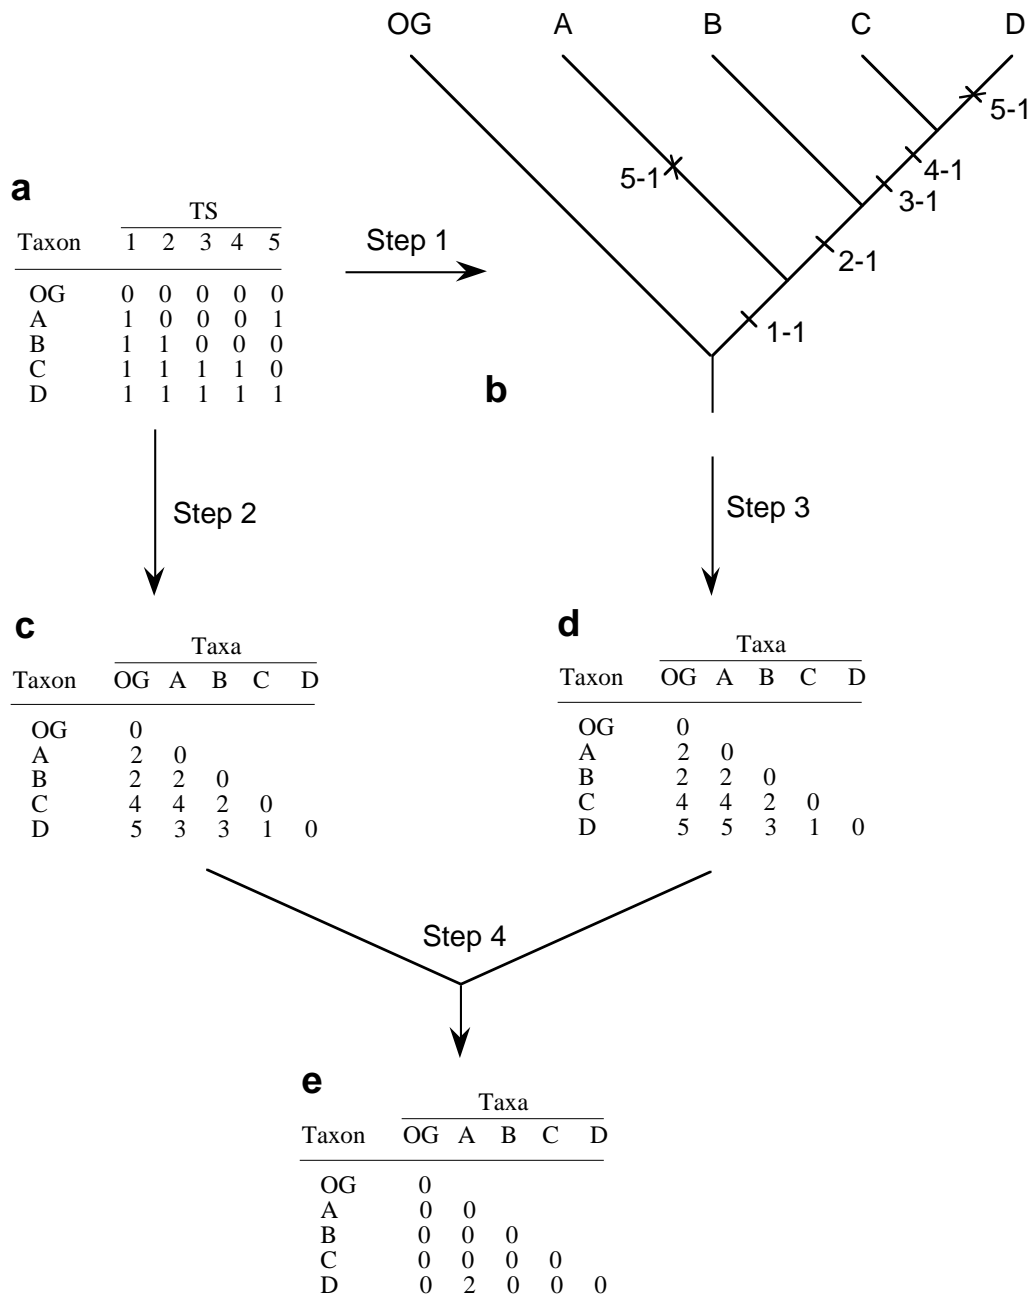 OG A B C D
5-1
5-1
4-1
3-1
2-1
1-1
a
TS
Taxon 1 2 3 4 5
OG 0 0 0 0 0
A 1 0 0 0 1
B 1 1 0 0 0
C 1 1 1 1 0
D 1 1 1 1 1
Step 1
b
Step 2
Step 3
c
Taxa
Taxon OG A B C D
OG 0
A 2 0
B 2 2 0
C 4 4 2 0
D 5 3 3 1 0
d
Taxa
Taxon OG A B C D
OG 0
A 2 0
B 2 2 0
C 4 4 2 0
D 5 5 3 1 0
Step 4
e
Taxa
Taxon OG A B C D
OG 0
A 0 0
B 0 0 0
C 0 0 0 0
D 0 2 0 0 0